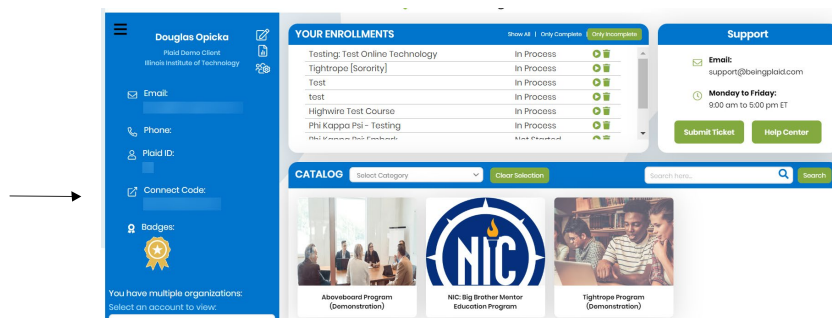 Douglas Opicka
Plaid Demo Client
Illinois Institute of Technology
Email:
Phone:
Plaid ID:
Connect Code:
Badges:
You have multiple organizations:
Select an account to view:
YOUR ENROLLMENTS Show All | Only Complete | Only Incomplete
Testing: Test Online Technology In Process
Tightrope [Sorority] In Process
Test In Process
test In Process
Highwire Test Course In Process
Phi Kappa Psi - Testing In Process
Phi Kappa Psi: Embark Not Started
Support
Email:
support@beingplaid.com
Monday to Friday:
9:00 am to 5:00 pm ET
Submit Ticket Help Center
CATALOG Select Category Clear Selection Search here.. Search
NIC
Aboveboard Program
(Demonstration)
NIC: Big Brother Mentor
Education Program
Tightrope Program
(Demonstration)